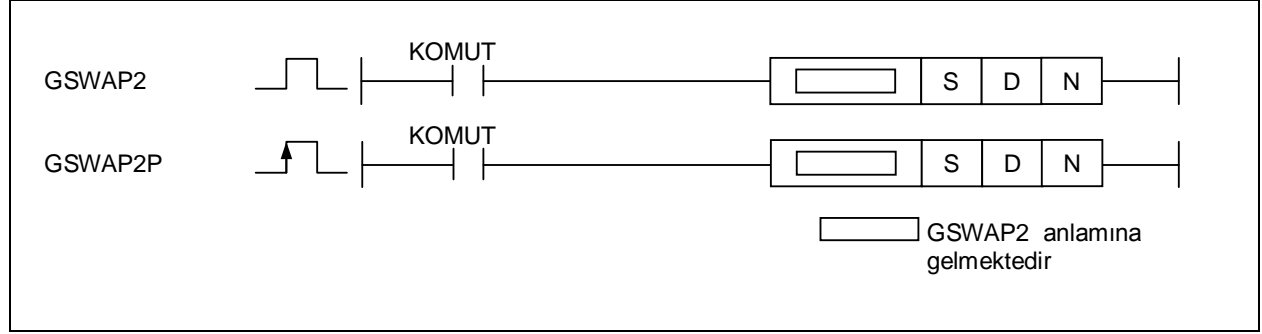 KOMUT
GSWAP2 S D N
KOMUT
GSWAP2P S D N
GSWAP2 anlamına
gelmektedir